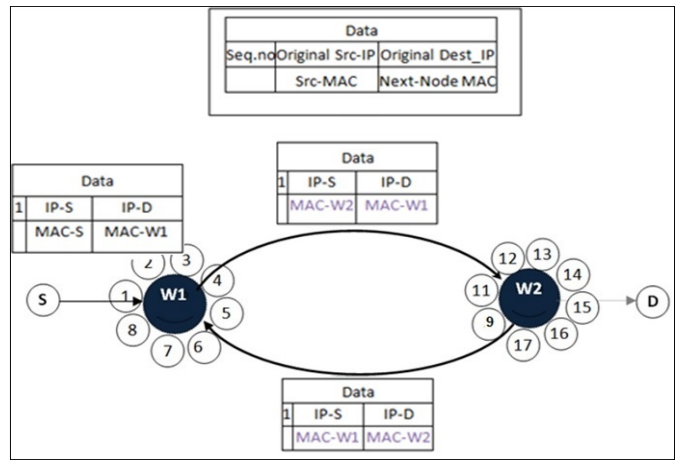 Data
Seq.no Original Src-IP Original Dest_IP
Src-MAC Next-Node MAC
Data
1 IP-S IP-D
MAC-W2 MAC-W1
Data
1 IP-S IP-D
MAC-S MAC-W1
S
1
2
3
4
5
6
7
8
W1
W2
9
11
12
13
14
15
16
17
D
Data
1 IP-S IP-D
MAC-W1 MAC-W2